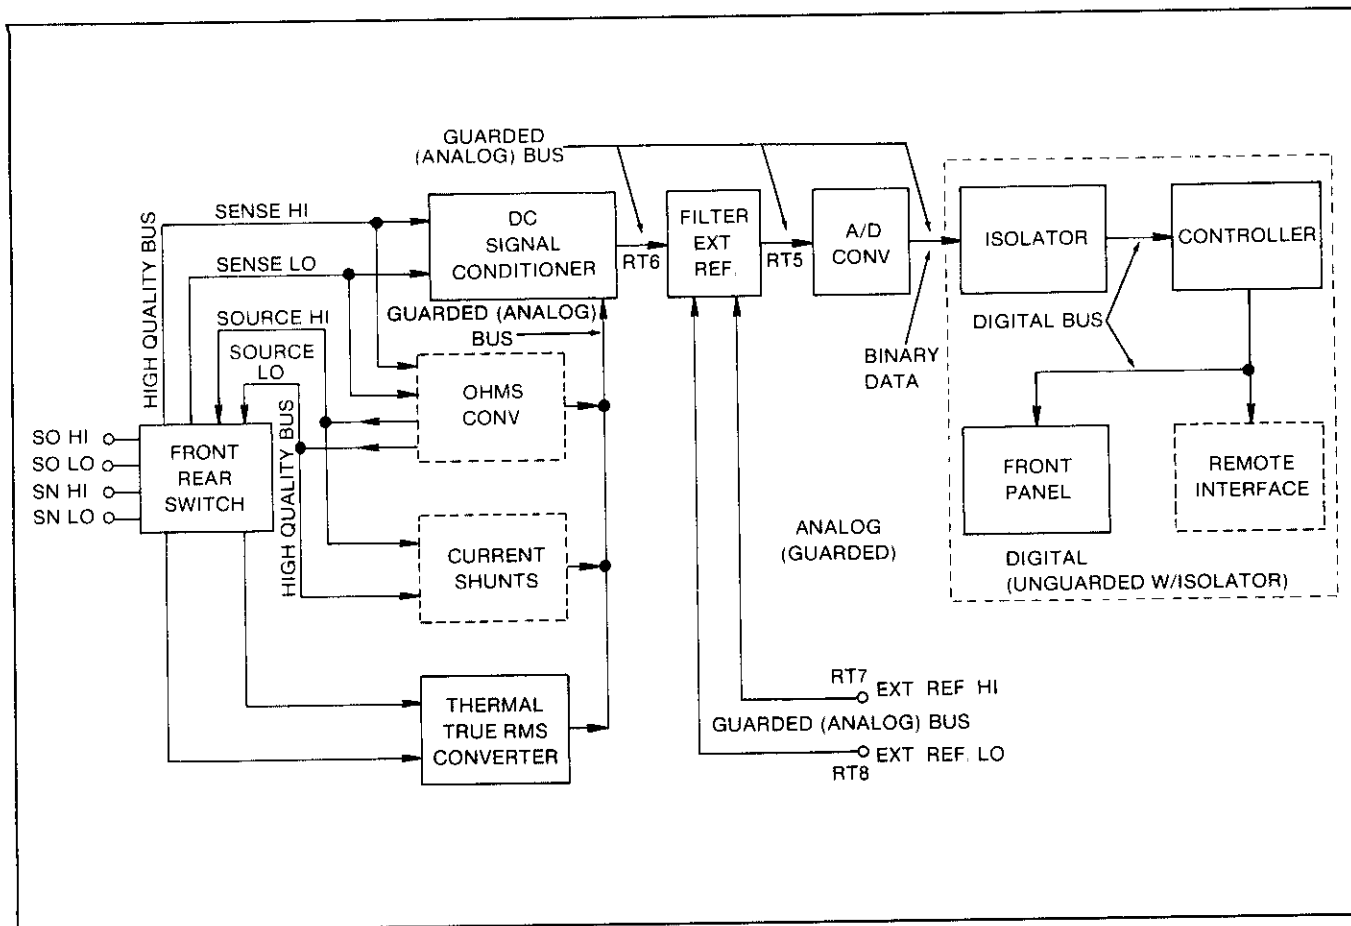 GUARDED
(ANALOG) BUS
HIGH QUALITY BUS
SENSE HI
SENSE LO
SOURCE HI
SOURCE
LO
DC
SIGNAL
CONDITIONER
RT6
FILTER
EXT
REF.
RT5
A/D
CONV
ISOLATOR
CONTROLLER
GUARDED (ANALOG)
BUS
DIGITAL BUS
BINARY
DATA
OHMS
CONV
HIGH QUALITY BUS
SO HI
SO LO
SN HI
SN LO
FRONT
REAR
SWITCH
FRONT
PANEL
REMOTE
INTERFACE
ANALOG
(GUARDED)
DIGITAL
(UNGUARDED W/ISOLATOR)
CURRENT
SHUNTS
THERMAL
TRUE RMS
CONVERTER
RT7
EXT REF HI
GUARDED (ANALOG) BUS
EXT REF. LO
RT8